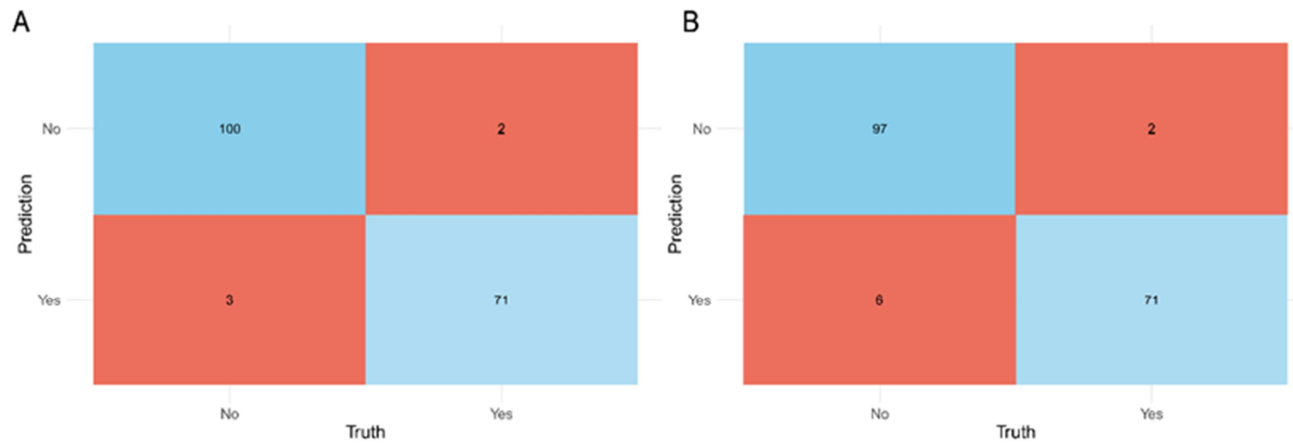 A
Prediction
No
100
2
Yes
3
71
No
Yes
Truth
B
Prediction
No
97
2
Yes
6
71
No
Yes
Truth